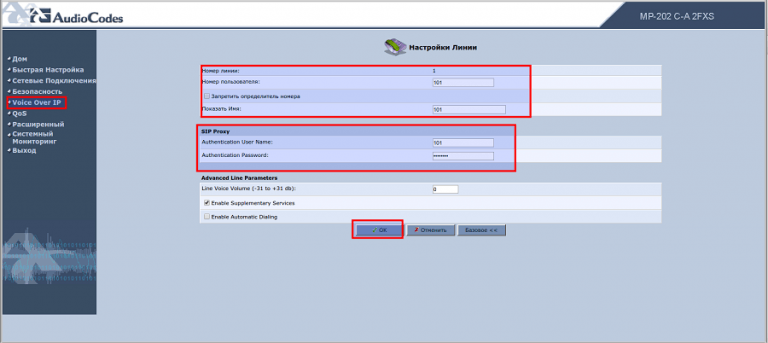 AudioCodes
MP-202 C-A 2FXS
Дом
Быстрая Настройка
Сетевые Подключения
Безопасность
Voice Over IP
QoS
Расширенный
Системный
Мониторинг
Выход
Настройки Линии
Номер линии: 1
Номер пользователя: 101
Запретить определитель номера
Показать Имя: 101
SIP Proxy
Authentication User Name: 101
Authentication Password: •••••••
Advanced Line Parameters
Line Voice Volume (-31 to +31 db): 0
Enable Supplementary Services
Enable Automatic Dialing
OK
Отменить
Базовое <<